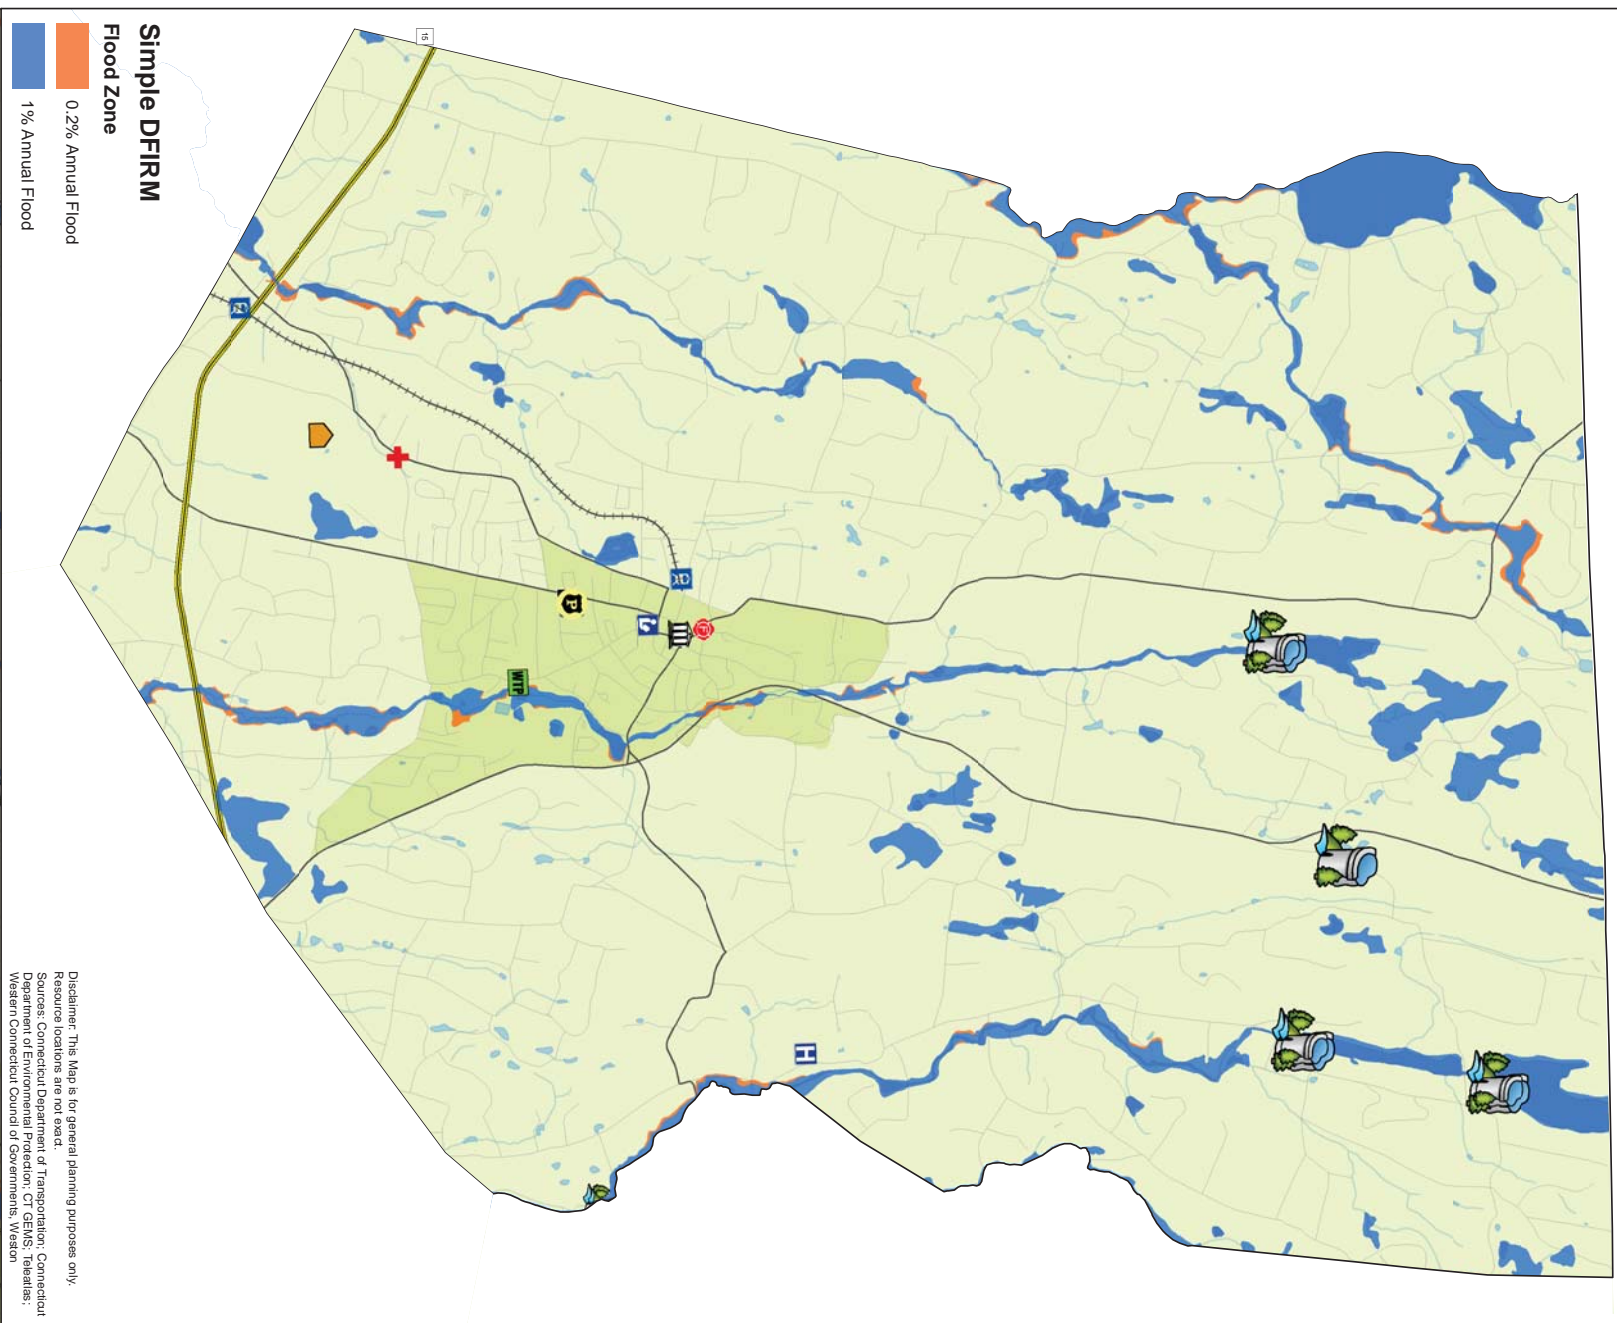 Simple DFIRM
Flood Zone
0.2% Annual Flood
1% Annual Flood
15
P
WTP
H
Disclaimer: This Map is for general planning purposes only.
Resource locations are not exact.
Sources: Connecticut Department of Transportation; Connecticut
Department of Environmental Protection; CT GEMS; Teleatlas;
Western Connecticut Council of Governments, Weston